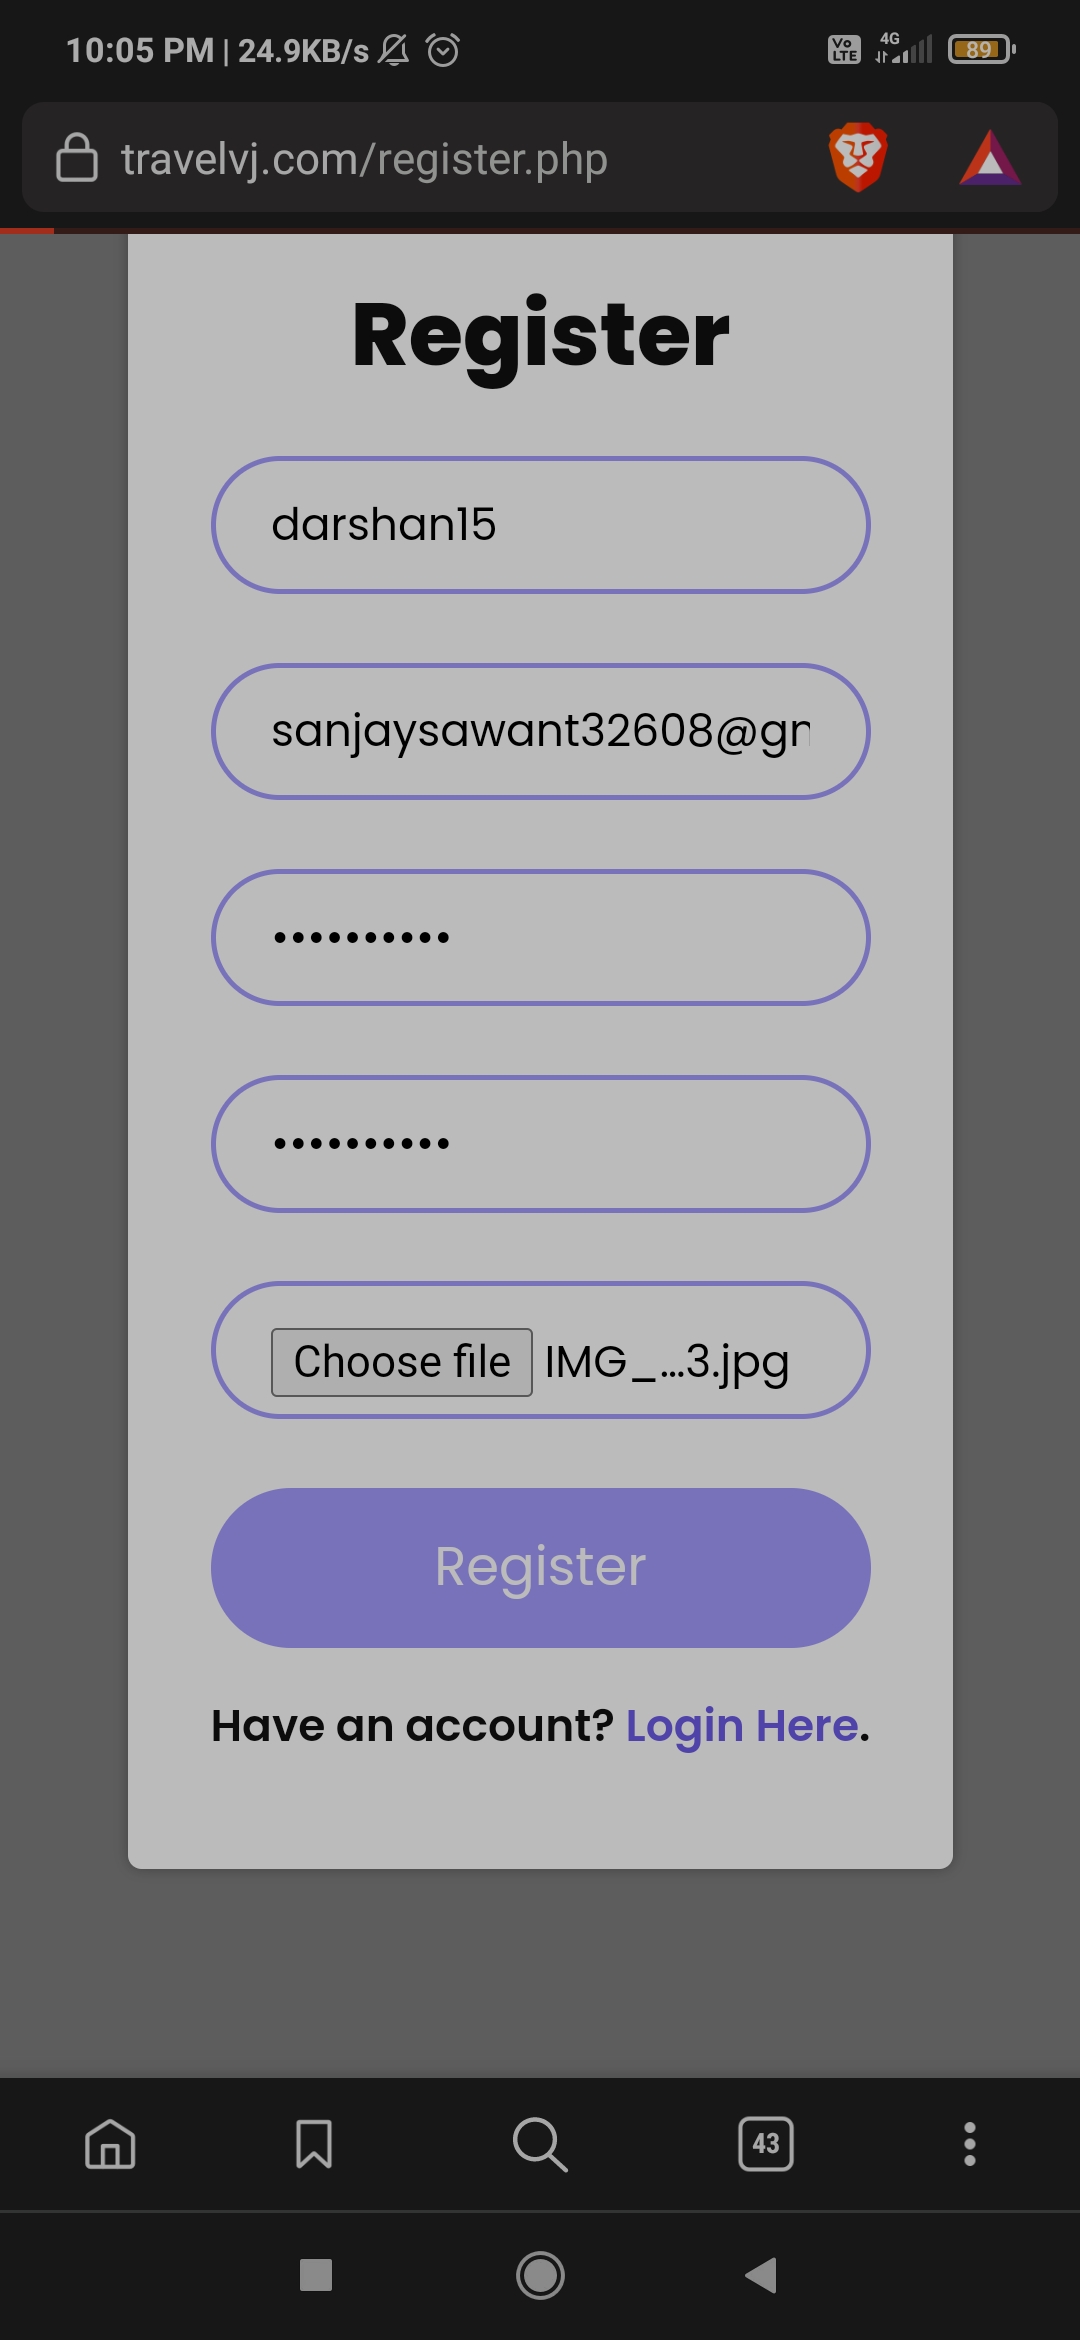 10:05 PM | 24.9KB/s
Vo LTE
4G
89
travelvj.com/register.php
Register
darshan15
sanjaysawant32608@gm
••••••••••
••••••••••
Choose file IMG_...3.jpg
Register
Have an account? Login Here.
43